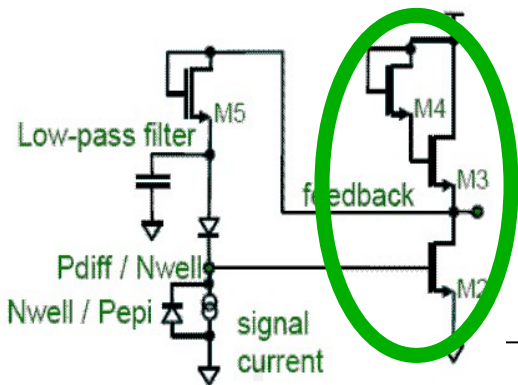 M4
M5
Low-pass filter
M3
feedback
Pdiff / Nwell
M2
Nwell / Pepi
signal
current